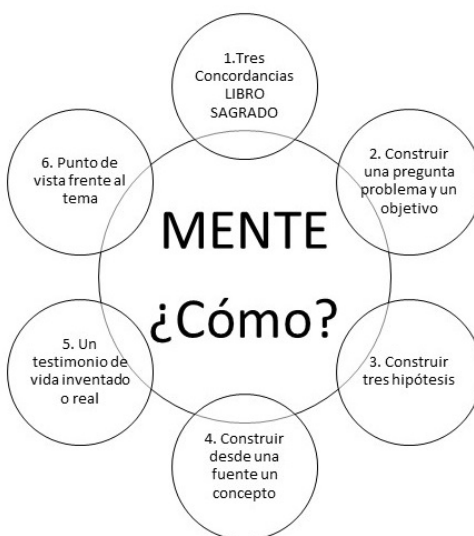 1.Tres
Concordancias
LIBRO
SAGRADO
2. Construir
una pregunta
problema y un
objetivo
3. Construir
tres hipótesis
4. Construir
desde una
fuente un
concepto
5. Un
testimonio de
vida inventado
o real
6. Punto de
vista frente al
tema
MENTE
¿Cómo?